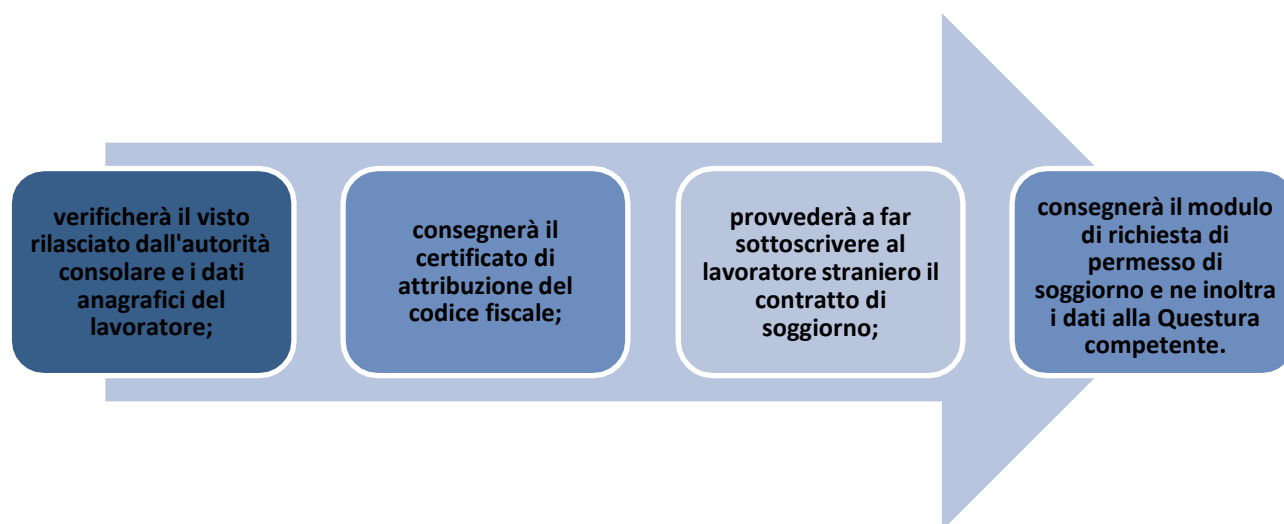 verificherà il visto
rilasciato dall'autorità
consolare e i dati
anagrafici del
lavoratore;
consegnerà il
certificato di
attribuzione del
codice fiscale;
provvederà a far
sottoscrivere al
lavoratore straniero il
contratto di
soggiorno;
consegnerà il modulo
di richiesta di
permesso di
soggiorno e ne inoltra
i dati alla Questura
competente.